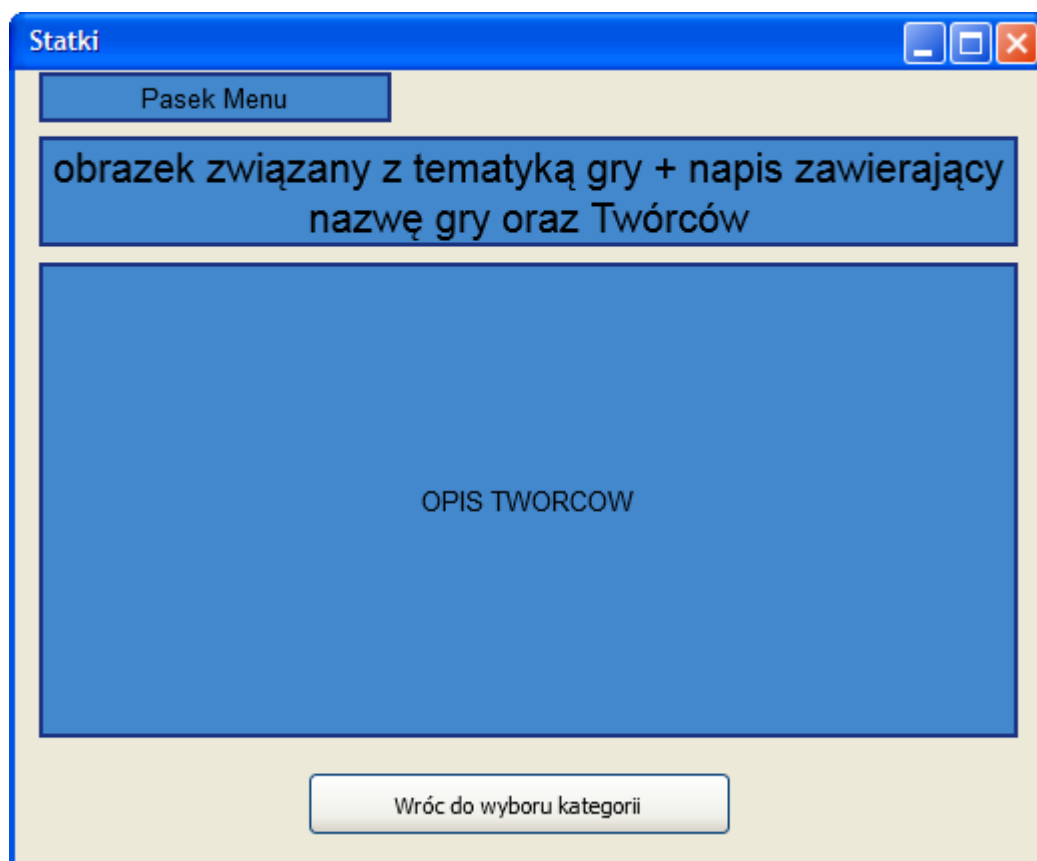 Statki
Pasek Menu
obrazek związany z tematyką gry + napis zawierający
nazwę gry oraz Twórców
OPIS TWORCOW
Wróc do wyboru kategorii